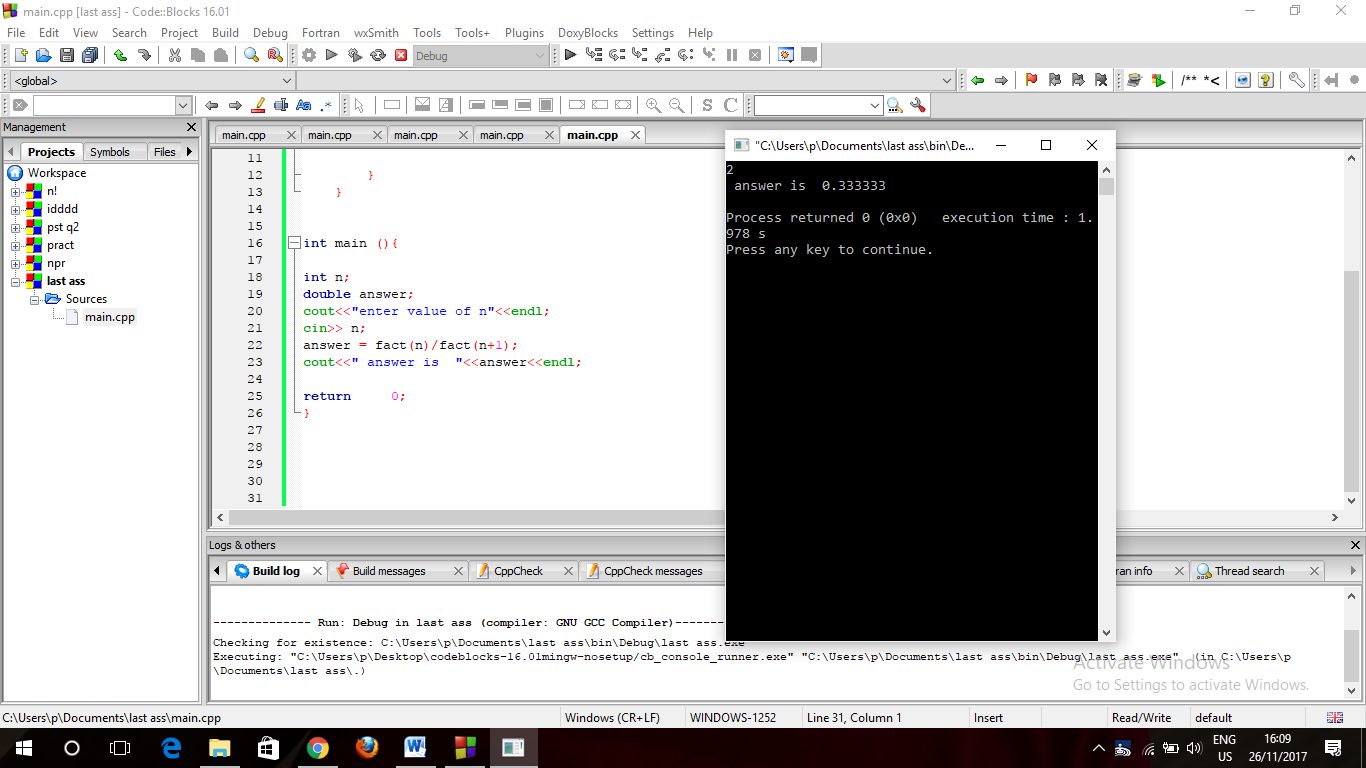 main.cpp [last ass] - Code::Blocks 16.01
File Edit View Search Project Build Debug Fortran wxSmith Tools Tools+ Plugins DoxyBlocks Settings Help
Debug
<global>
/** *<
Aa .*
S C
Management
main.cpp main.cpp main.cpp main.cpp main.cpp
Projects Symbols Files
Workspace
n!
idddd
pst q2
pract
npr
last ass
Sources
main.cpp
11
12 }
13 }
14
15
16 int main (){
17
18 int n;
19 double answer;
20 cout<<"enter value of n"<<endl;
21 cin>> n;
22 answer = fact(n)/fact(n+1);
23 cout<<" answer is  "<<answer<<endl;
24
25 return     0;
26 }
27
28
29
30
31
"C:\Users\p\Documents\last ass\bin\De...
2
 answer is  0.333333
Process returned 0 (0x0)   execution time : 1.
978 s
Press any key to continue.
Logs & others
Build log Build messages CppCheck CppCheck messages ran info Thread search
-------------- Run: Debug in last ass (compiler: GNU GCC Compiler)-------
Checking for existence: C:\Users\p\Documents\last ass\bin\Debug\last ass.exe
Executing: "C:\Users\p\Desktop\codeblocks-16.01mingw-nosetup/cb_console_runner.exe" "C:\Users\p\Documents\last ass\bin\Debug\last ass.exe"  (in C:\Users\p
\Documents\last ass\.)
Activate Windows
Go to Settings to activate Windows.
C:\Users\p\Documents\last ass\main.cpp Windows (CR+LF) WINDOWS-1252 Line 31, Column 1 Insert Read/Write default
ENG
US
16:09
26/11/2017